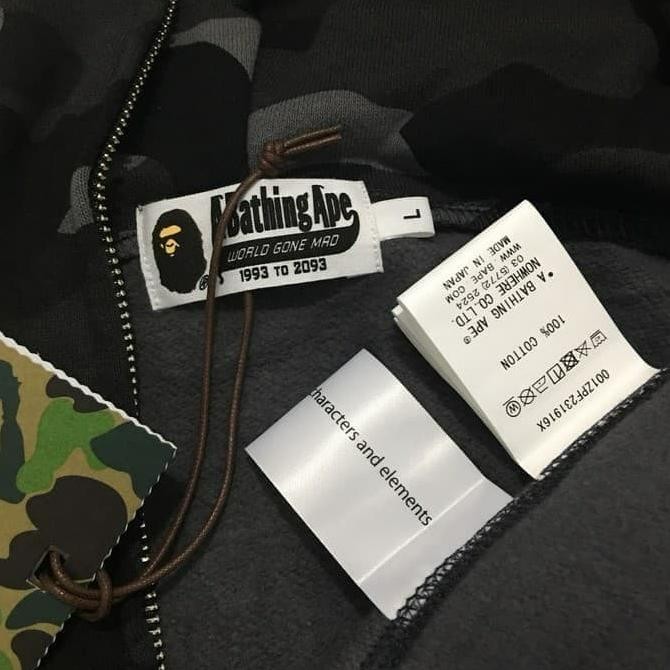 A Bathing Ape
WORLD GONE MAD
1993 TO 2093
®
L
001ZPF231916X
W
100% COTTON
* A BATHING APE®
NOWHERE CO. LTD.
03 (5772) 2524
WWW BAPE COM
MADE IN JAPAN
haracters and elements